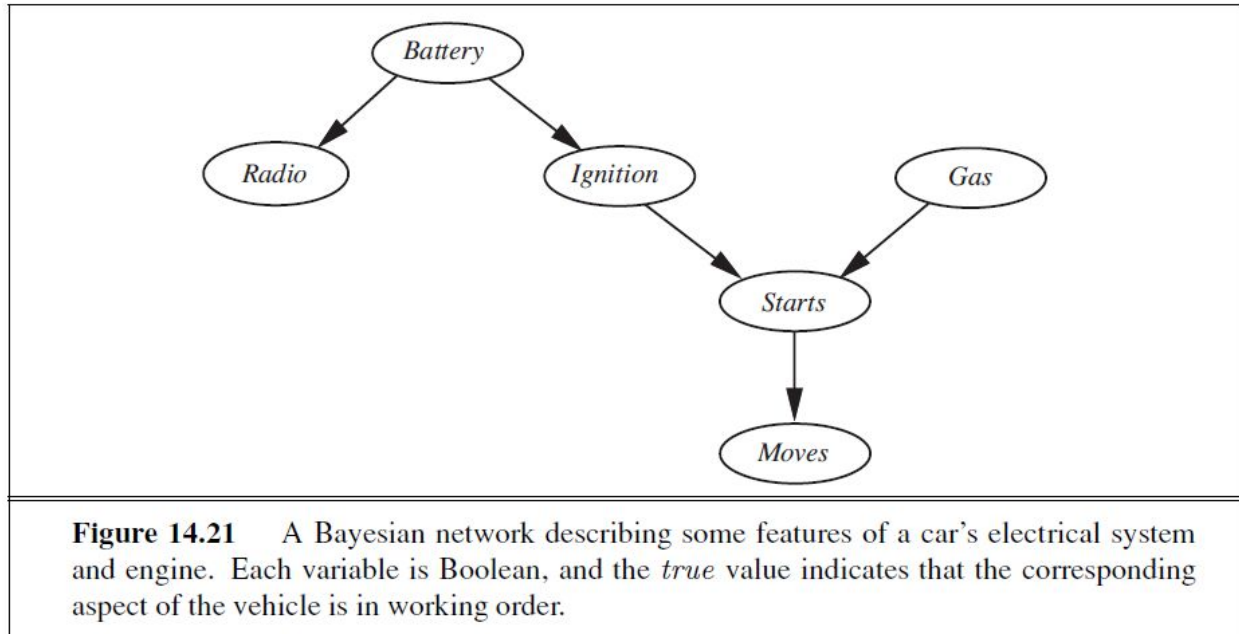 Battery
Radio
Ignition
Gas
Starts
Moves
Figure 14.21 A Bayesian network describing some features of a car's electrical system
and engine. Each variable is Boolean, and the true value indicates that the corresponding
aspect of the vehicle is in working order.